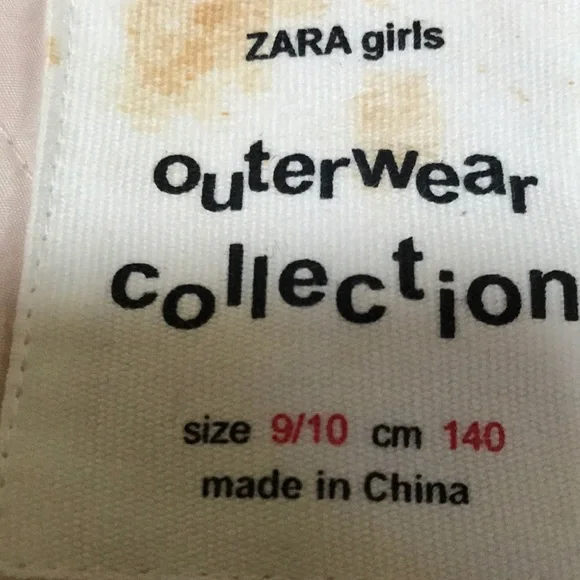 ZARA girls
outerwear
collection
size 9/10 cm 140
made in China